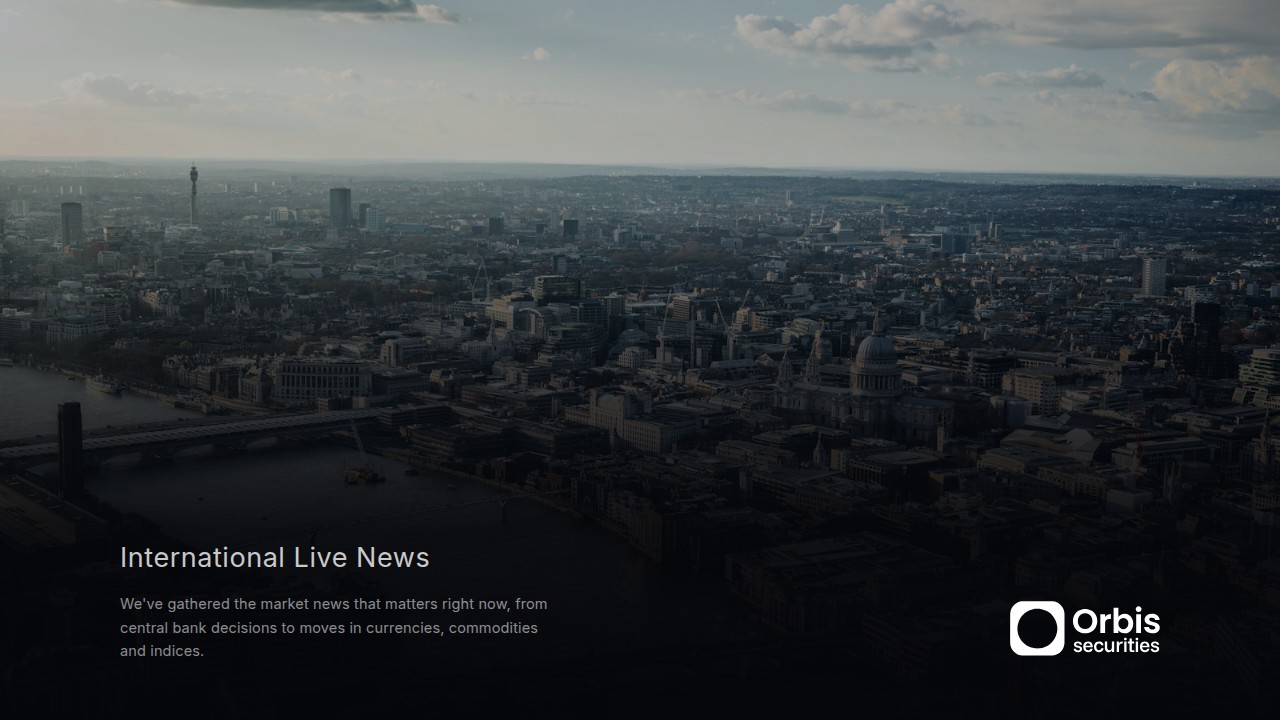 International Live News
We've gathered the market news that matters right now, from
central bank decisions to moves in currencies, commodities
and indices.
Orbis
securities